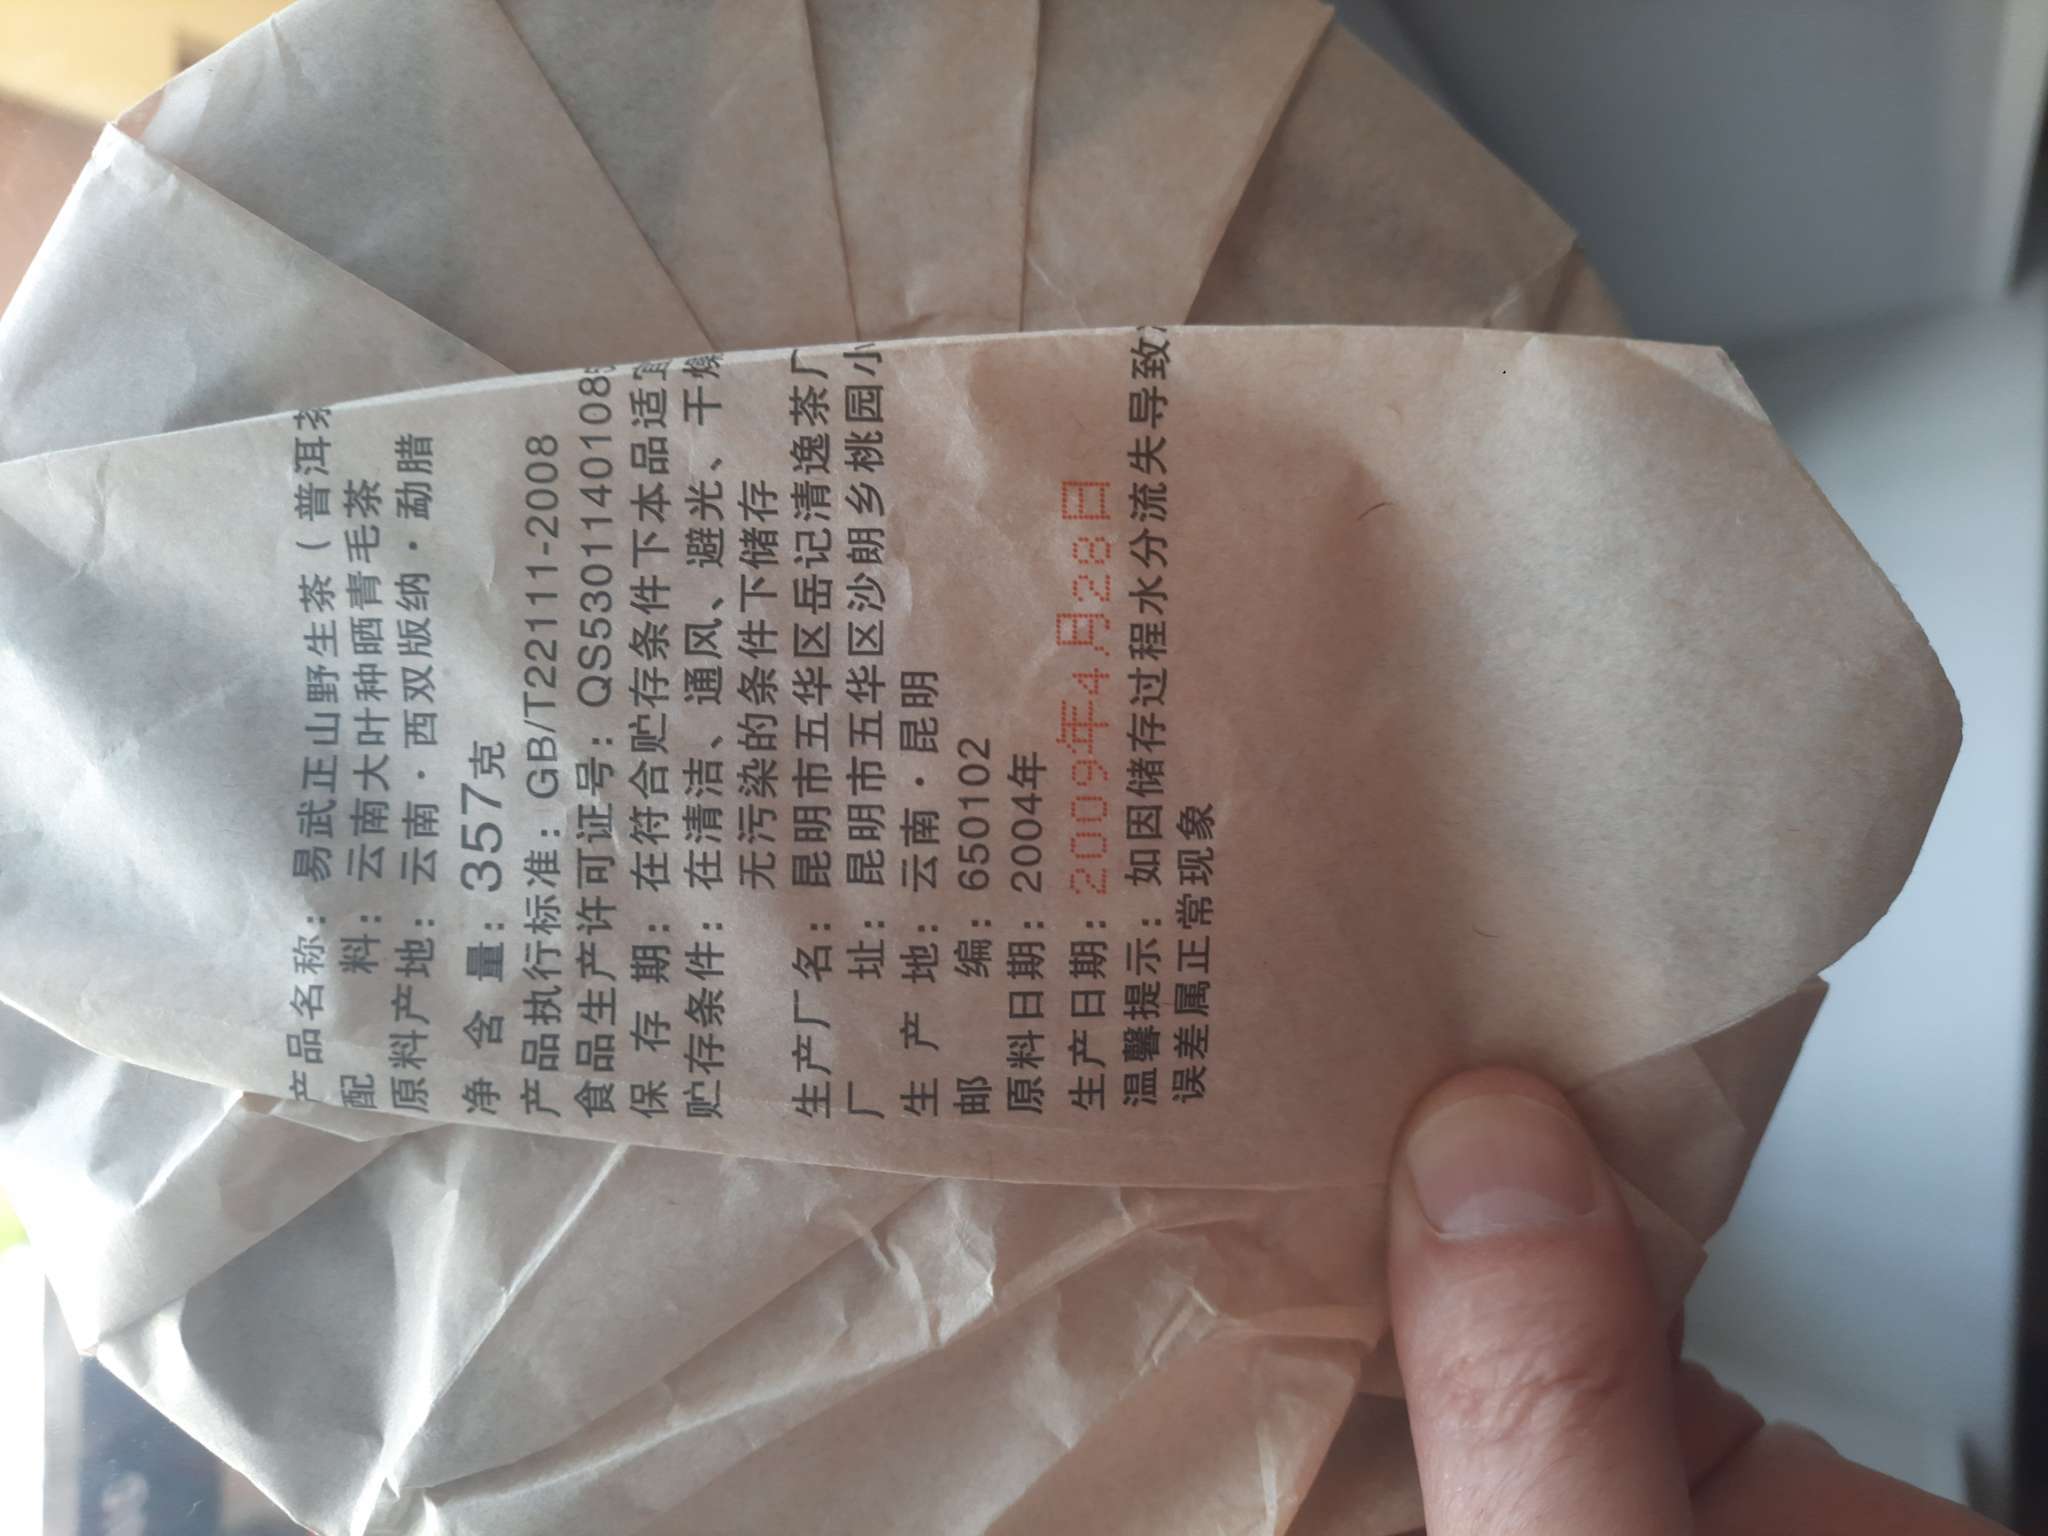 产品名称：易武正山野生茶（普洱茶
配 料：云南大叶种晒青毛茶
原料产地：云南·西双版纳·勐腊
净 含 量：357克
产品执行标准：GB/T22111-2008
食品生产许可证号：QS53011401085
保 存 期：在符合贮存条件下本品适宜
贮存条件：在清洁、通风、避光、干燥
无污染的条件下储存
生产厂名：昆明市五华区岳记清逸茶厂
厂 址：昆明市五华区沙朗乡桃园小
生 产 地：云南·昆明
邮 编：650102
原料日期：2004年
生产日期：2009年4月28日
温馨提示：如因储存过程水分流失导致
误差属正常现象